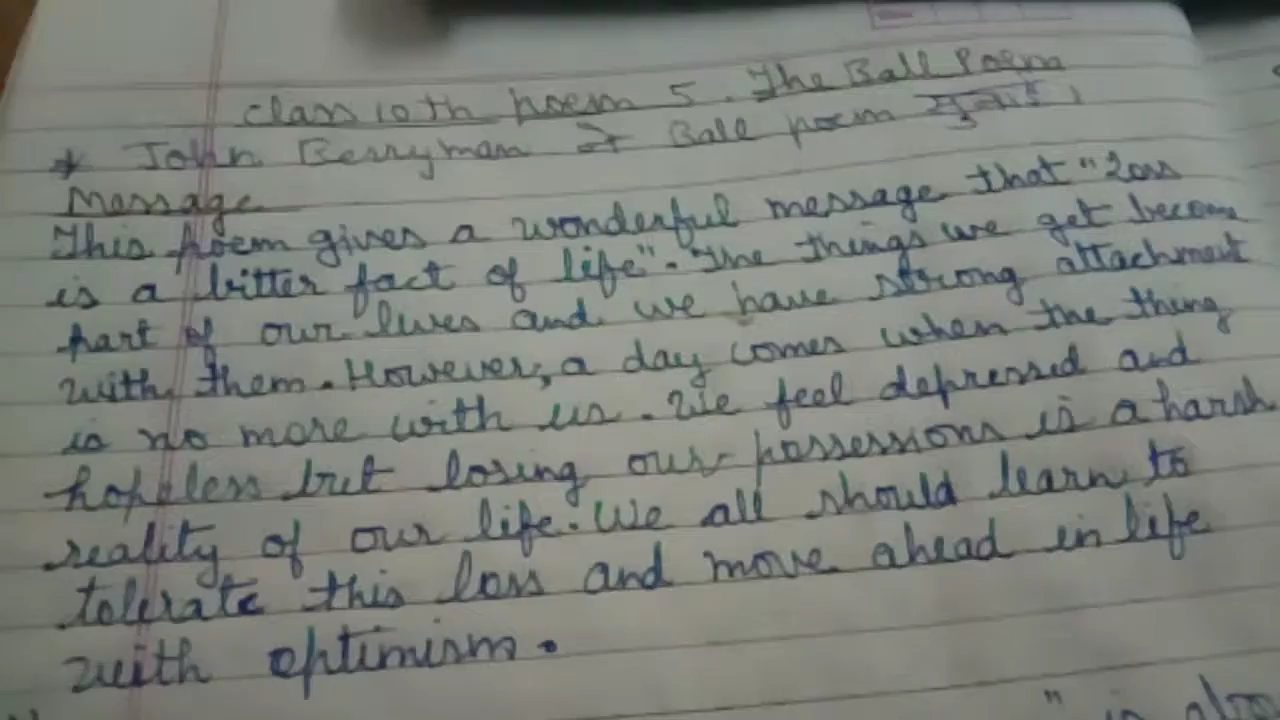 Class 10th poem 5. The Ball Poem
* John Berryman ने Ball poem सुनाई।
Message
This poem gives a wonderful message that "Loss
is a bitter fact of life". The things we get become
part of our lives and we have strong attachment
with them. However, a day comes when the thing
is no more with us. We feel depressed and
hopeless but losing our possessions is a harsh
reality of our life. We all should learn to
tolerate this loss and move ahead in life
with optimism.
" is also